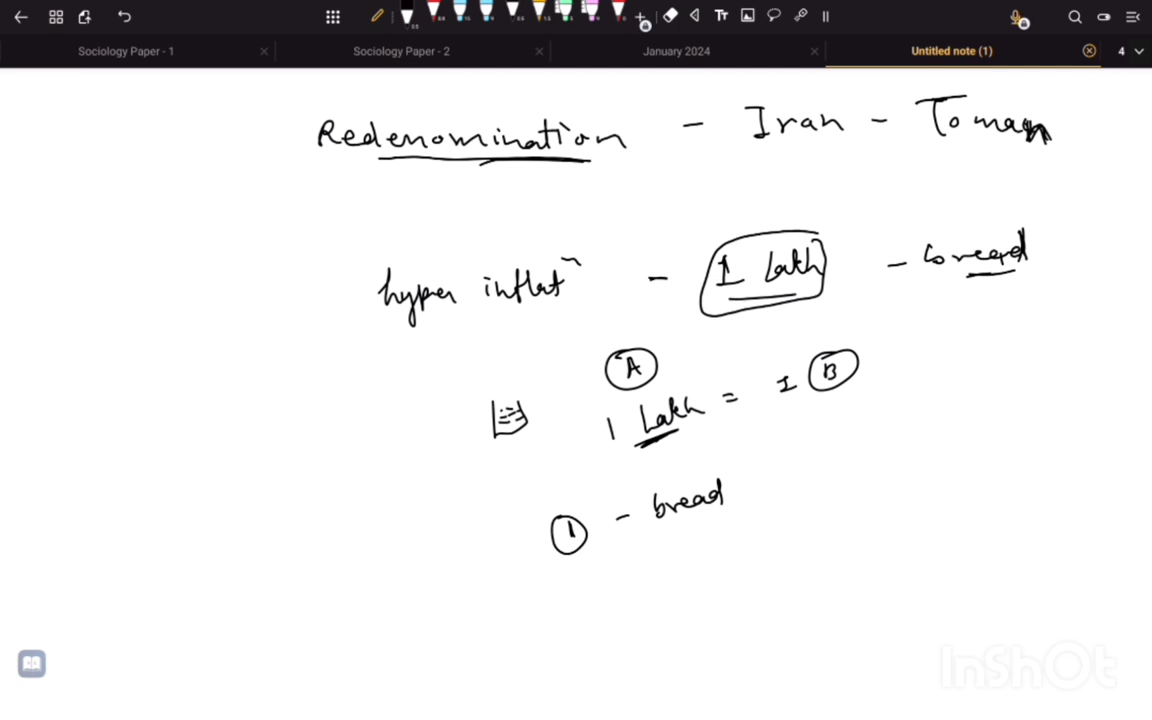 Sociology Paper - 1 Sociology Paper - 2 January 2024 Untitled note (1) 4
Redenomination - Iran - Toman
hyper inflatⁿ - 1 Lakh - bread
A B
1 Lakh = 1
1 - bread
InShOt